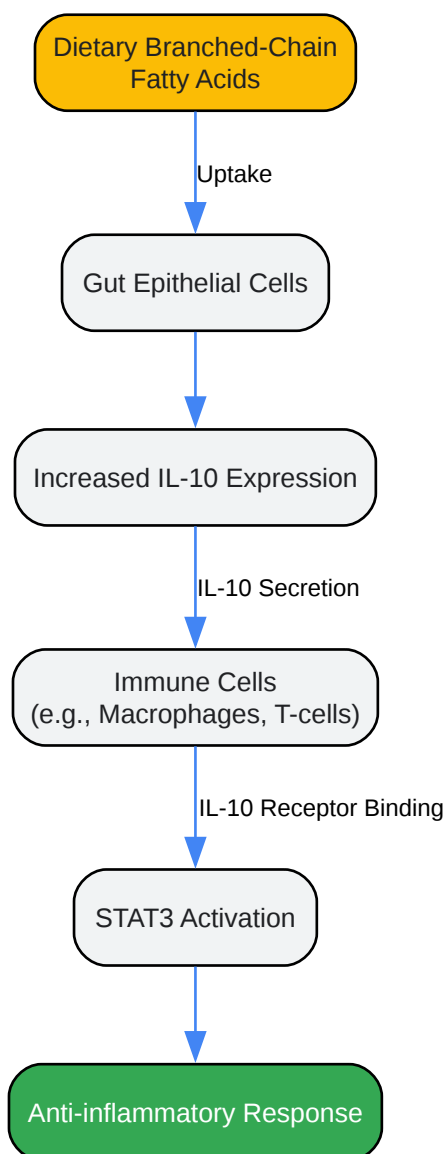 Dietary Branched-Chain
Fatty Acids
Uptake
Gut Epithelial Cells
Increased IL-10 Expression
IL-10 Secretion
Immune Cells
(e.g., Macrophages, T-cells)
IL-10 Receptor Binding
STAT3 Activation
Anti-inflammatory Response